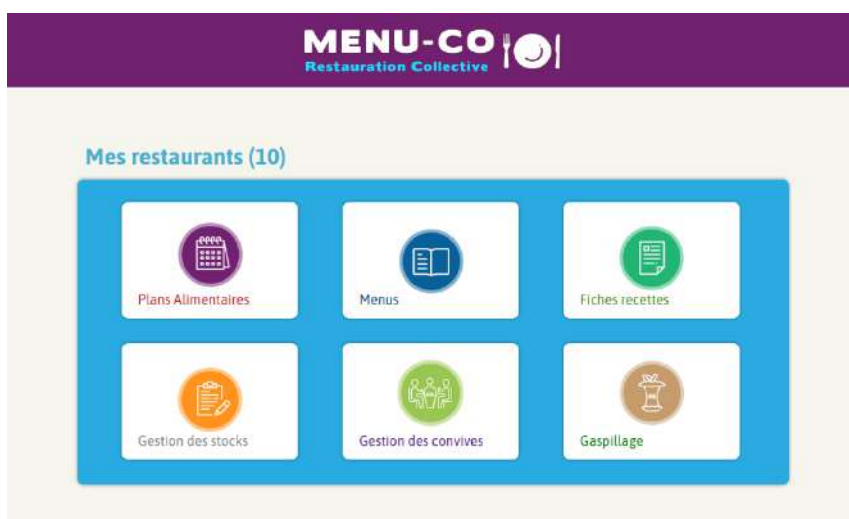 MENU-CO
Restauration Collective
Mes restaurants (10)
Plans Alimentaires
Menus
Fiches recettes
Gestion des stocks
Gestion des convives
Gaspillage